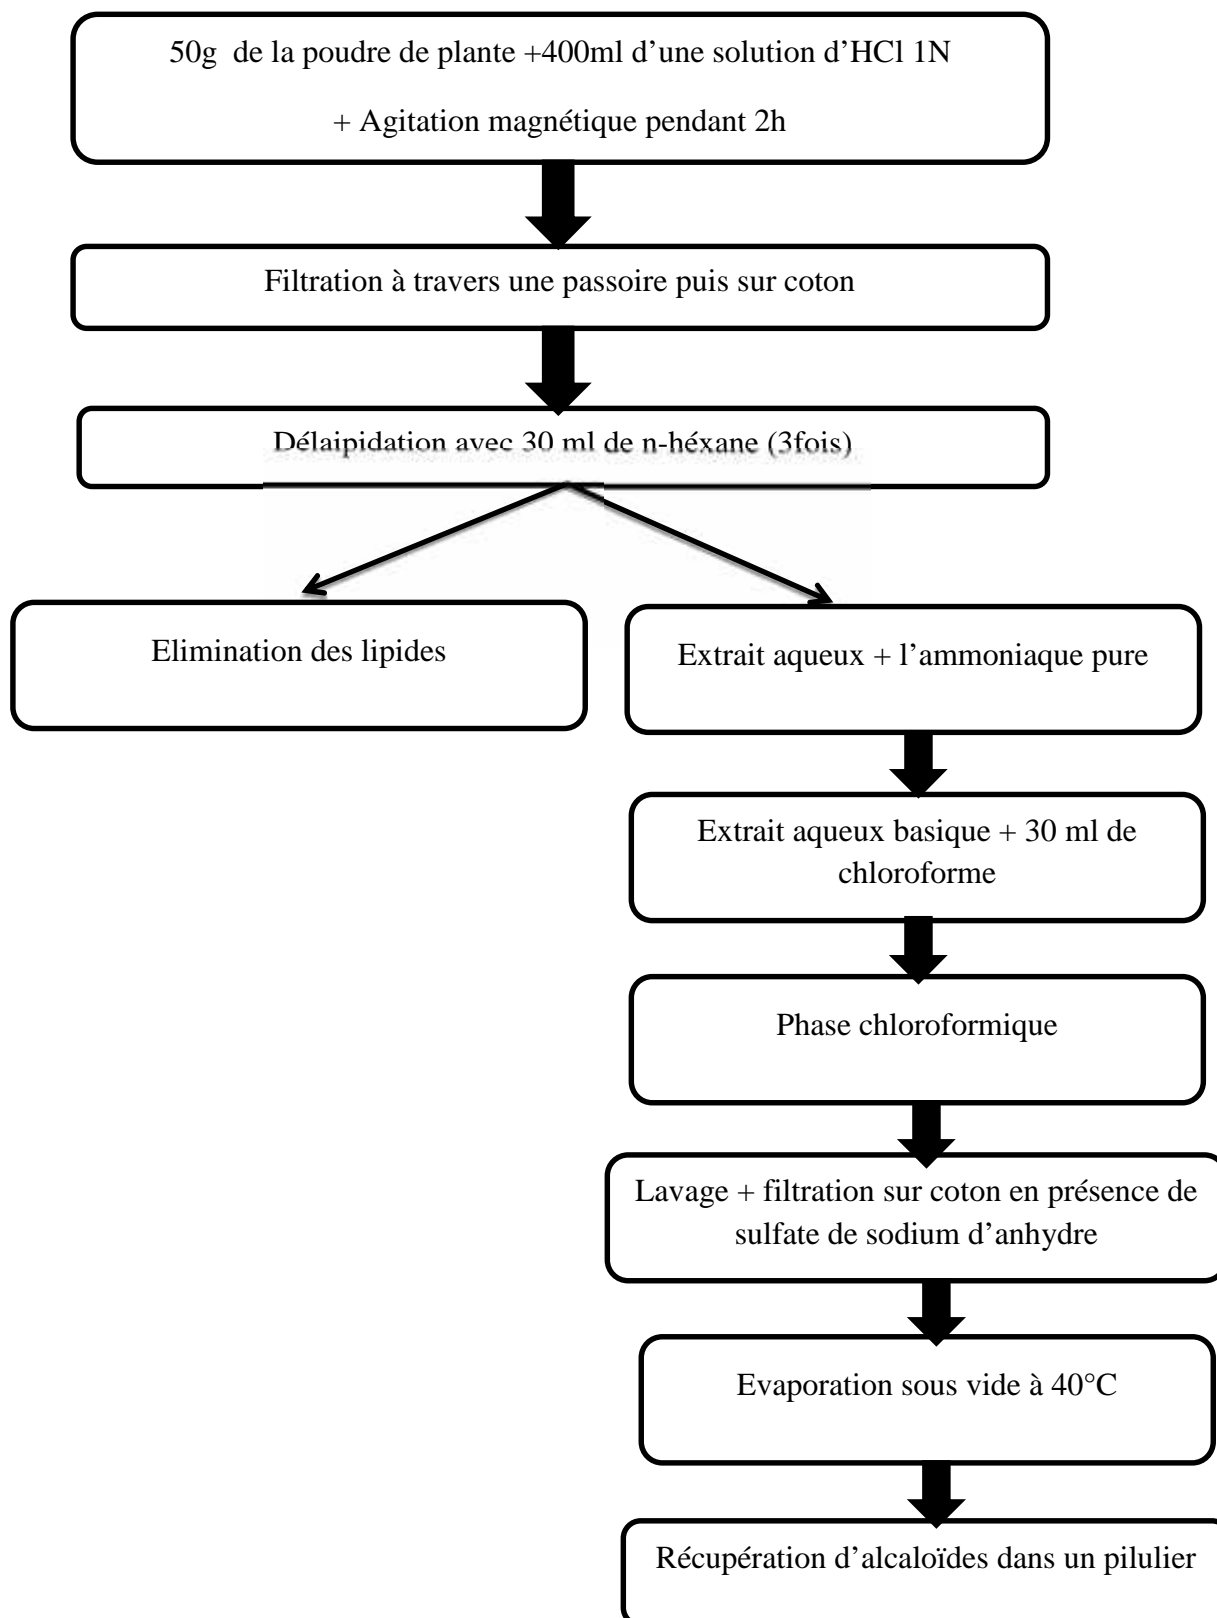 50g de la poudre de plante +400ml d’une solution d’HCl 1N
+ Agitation magnétique pendant 2h
Filtration à travers une passoire puis sur coton
Délaipidation avec 30 ml de n-héxane (3fois)
Elimination des lipides
Extrait aqueux + l’ammoniaque pure
Extrait aqueux basique + 30 ml de
chloroforme
Phase chloroformique
Lavage + filtration sur coton en présence de
sulfate de sodium d’anhydre
Evaporation sous vide à 40°C
Récupération d’alcaloïdes dans un pilulier